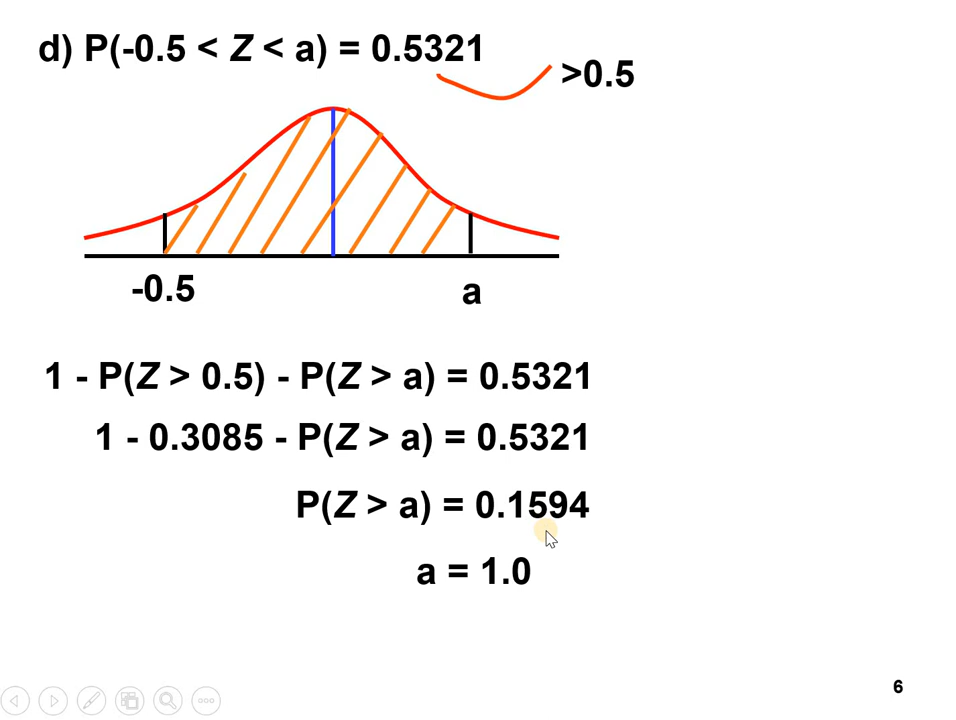 d) P(-0.5 < Z < a) = 0.5321
>0.5
-0.5
a
1 - P(Z > 0.5) - P(Z > a) = 0.5321
1 - 0.3085 - P(Z > a) = 0.5321
P(Z > a) = 0.1594
a = 1.0
6